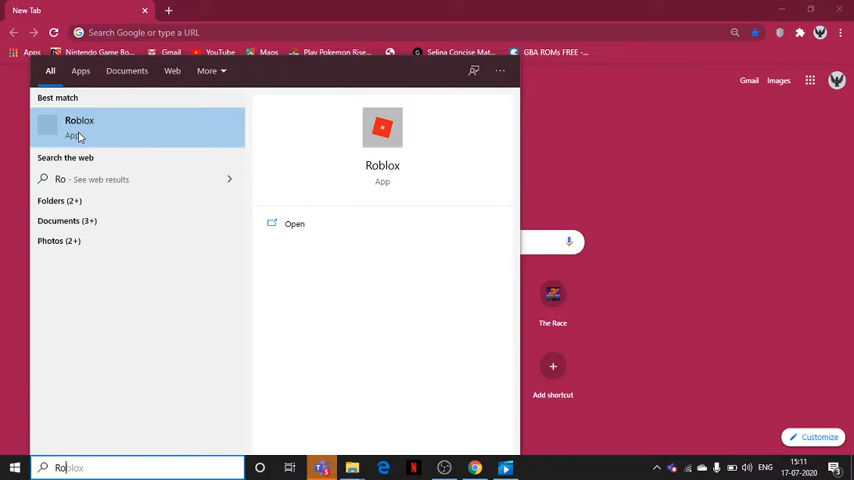 New Tab
Search Google or type a URL
Apps
Nintendo Game Bo...
Gmail
YouTube
Maps
Play Pokemon Rise...
Selina Concise Mat...
GBA ROMs FREE -...
All
Apps
Documents
Web
More
Gmail
Images
Best match
Roblox
App
Search the web
Ro - See web results
Folders (2+)
Documents (3+)
Photos (2+)
Roblox
App
Open
The Race
Add shortcut
Customize
Roblox
ENG
15:11
17-07-2020